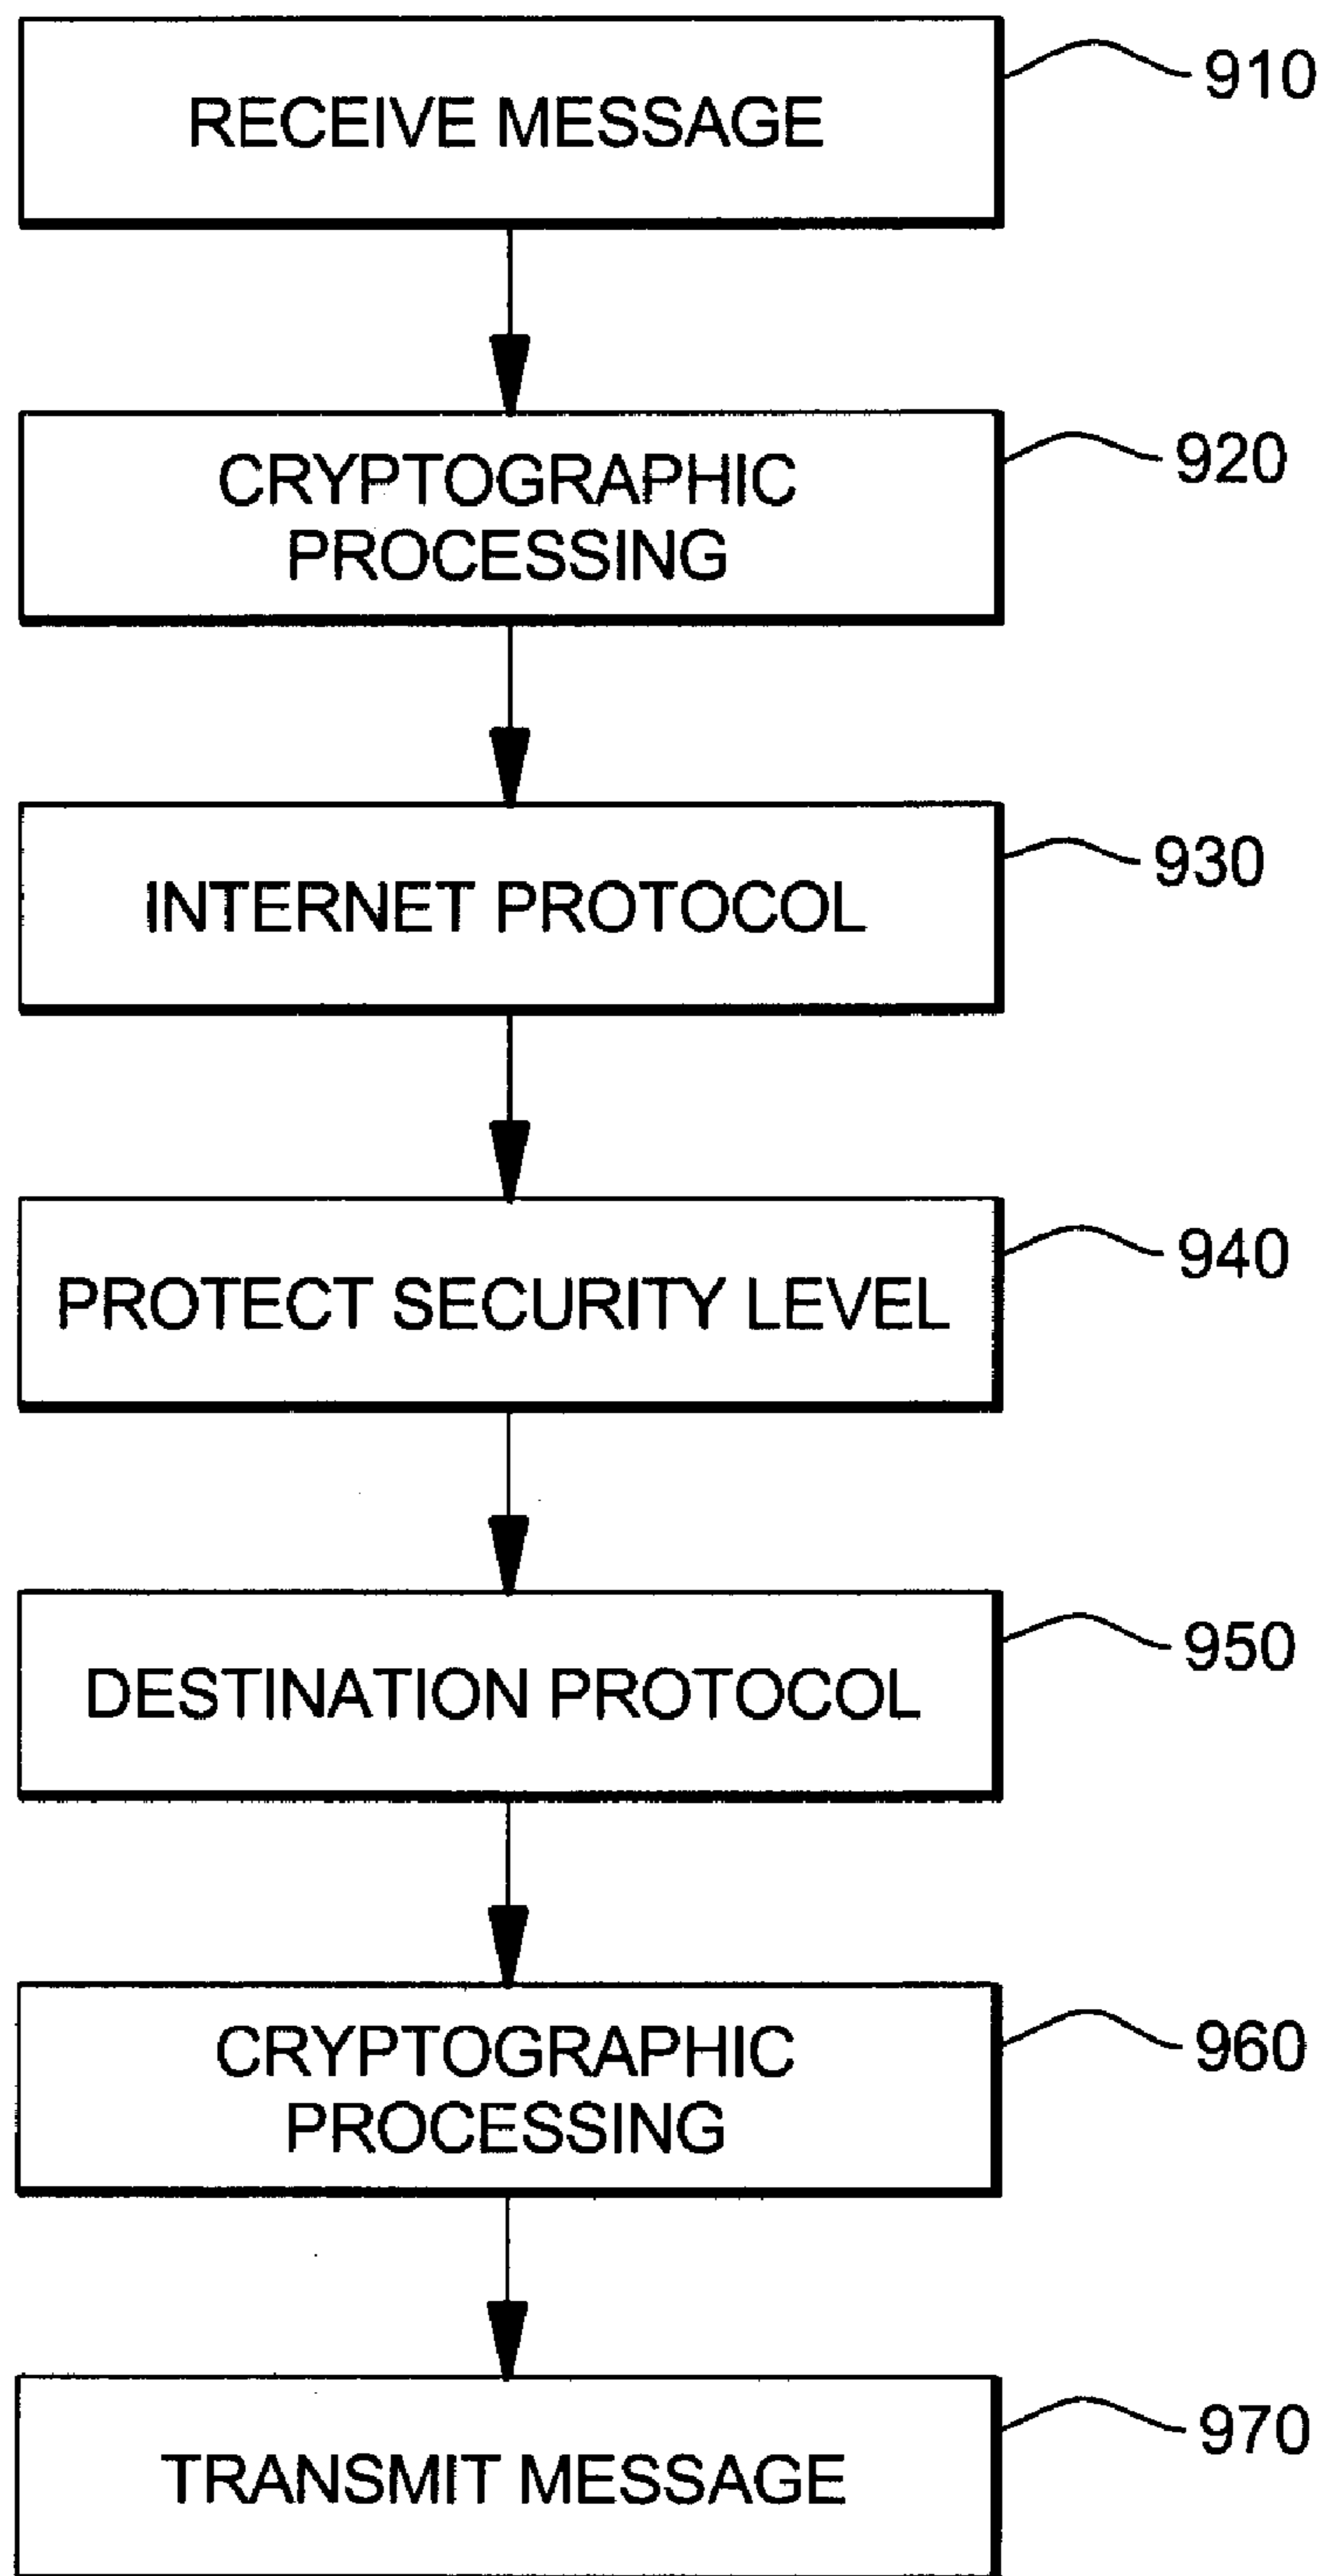 RECEIVE MESSAGE
910
CRYPTOGRAPHIC
PROCESSING
920
INTERNET PROTOCOL
930
PROTECT SECURITY LEVEL
940
DESTINATION PROTOCOL
950
CRYPTOGRAPHIC
PROCESSING
960
TRANSMIT MESSAGE
970